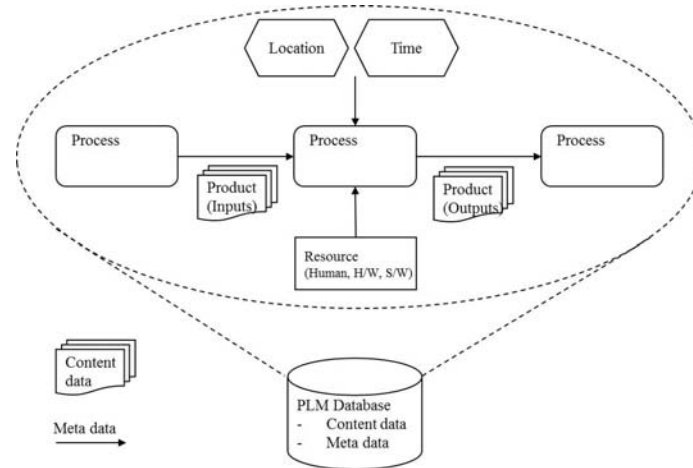 Location
Time
Process
Process
Process
Product
(Inputs)
Product
(Outputs)
Resource
(Human, H/W, S/W)
Content
data
Meta data
PLM Database
- Content data
- Meta data